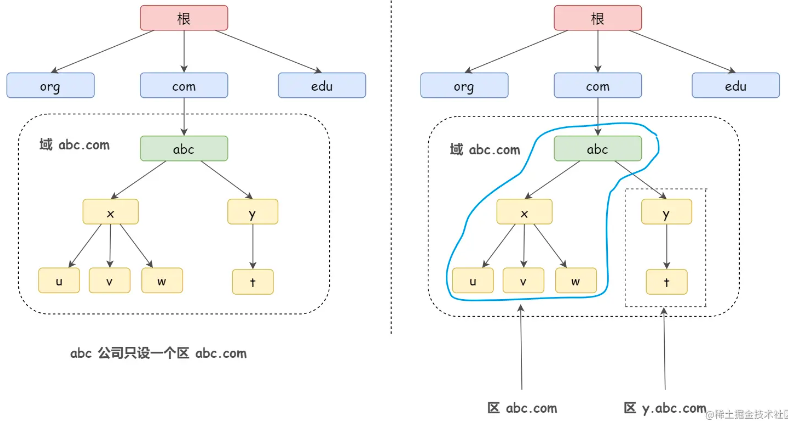 根
org
com
edu
域 abc.com
abc
x
y
u
v
w
t
abc 公司只设一个区 abc.com
根
org
com
edu
域 abc.com
abc
x
y
u
v
w
t
区 abc.com
区 y.abc.com
@稀土掘金技术社区